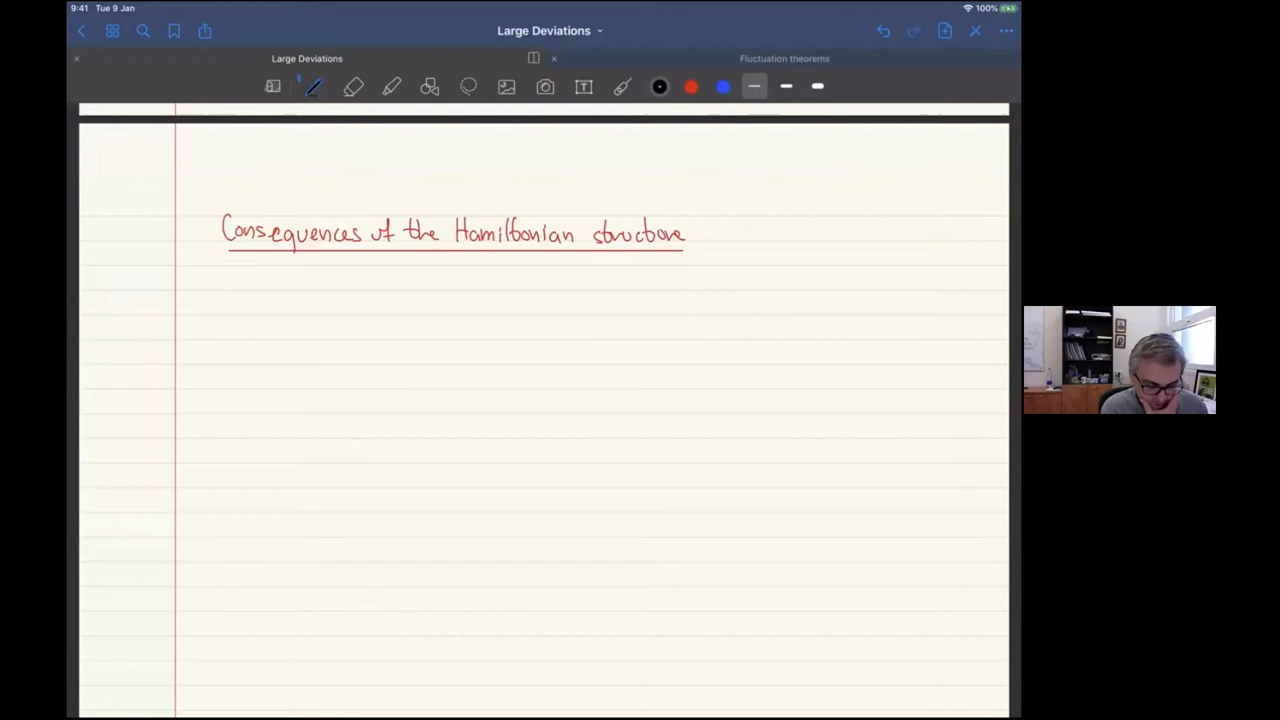 9:41 Tue 9 Jan
100%
Large Deviations
Large Deviations
Fluctuation theorems
Consequences of the Hamiltonian structure